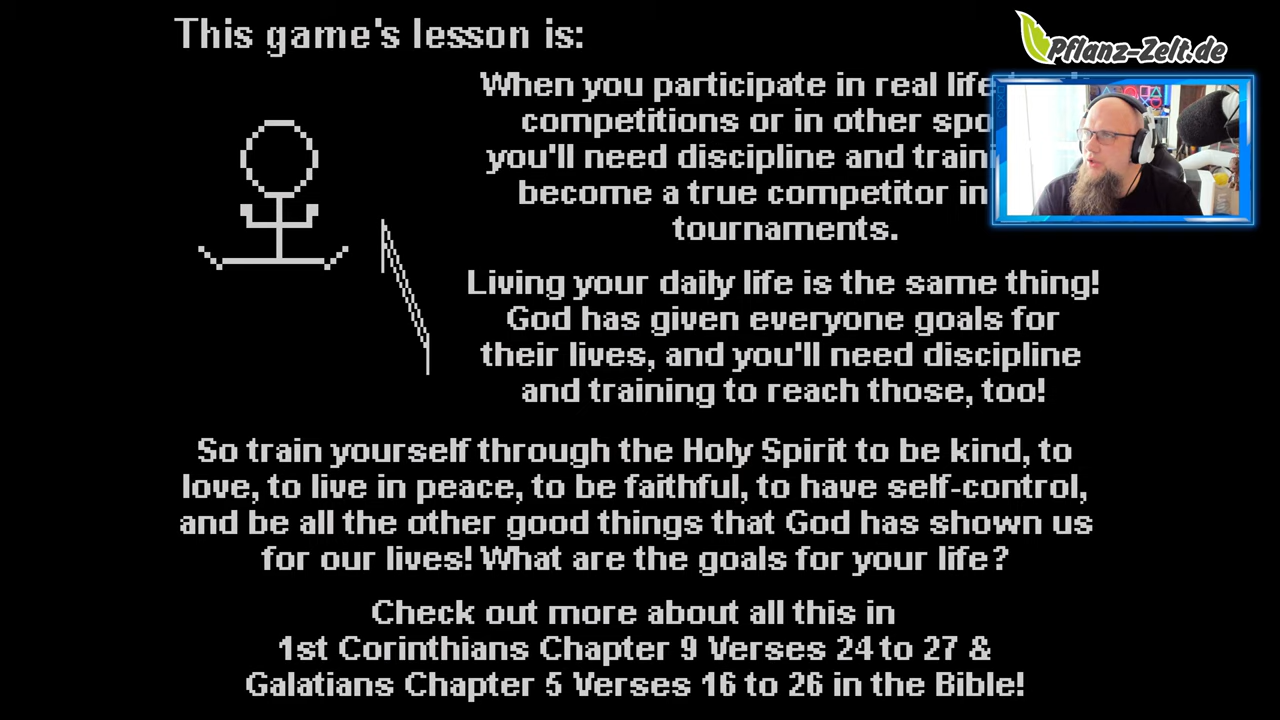 This game's lesson is:
Pflanz-Zelt.de
When you participate in real life
competitions or in other
you'll need discipline and
become a true competitor in
tournaments.
Living your daily life is the same thing!
God has given everyone goals for
their lives, and you'll need discipline
and training to reach those, too!
So train yourself through the Holy Spirit to be kind, to
love, to live in peace, to be faithful, to have self-control,
and be all the other good things that God has shown us
for our lives! What are the goals for your life?
Check out more about all this in
1st Corinthians Chapter 9 Verses 24 to 27 &
Galatians Chapter 5 Verses 16 to 26 in the Bible!